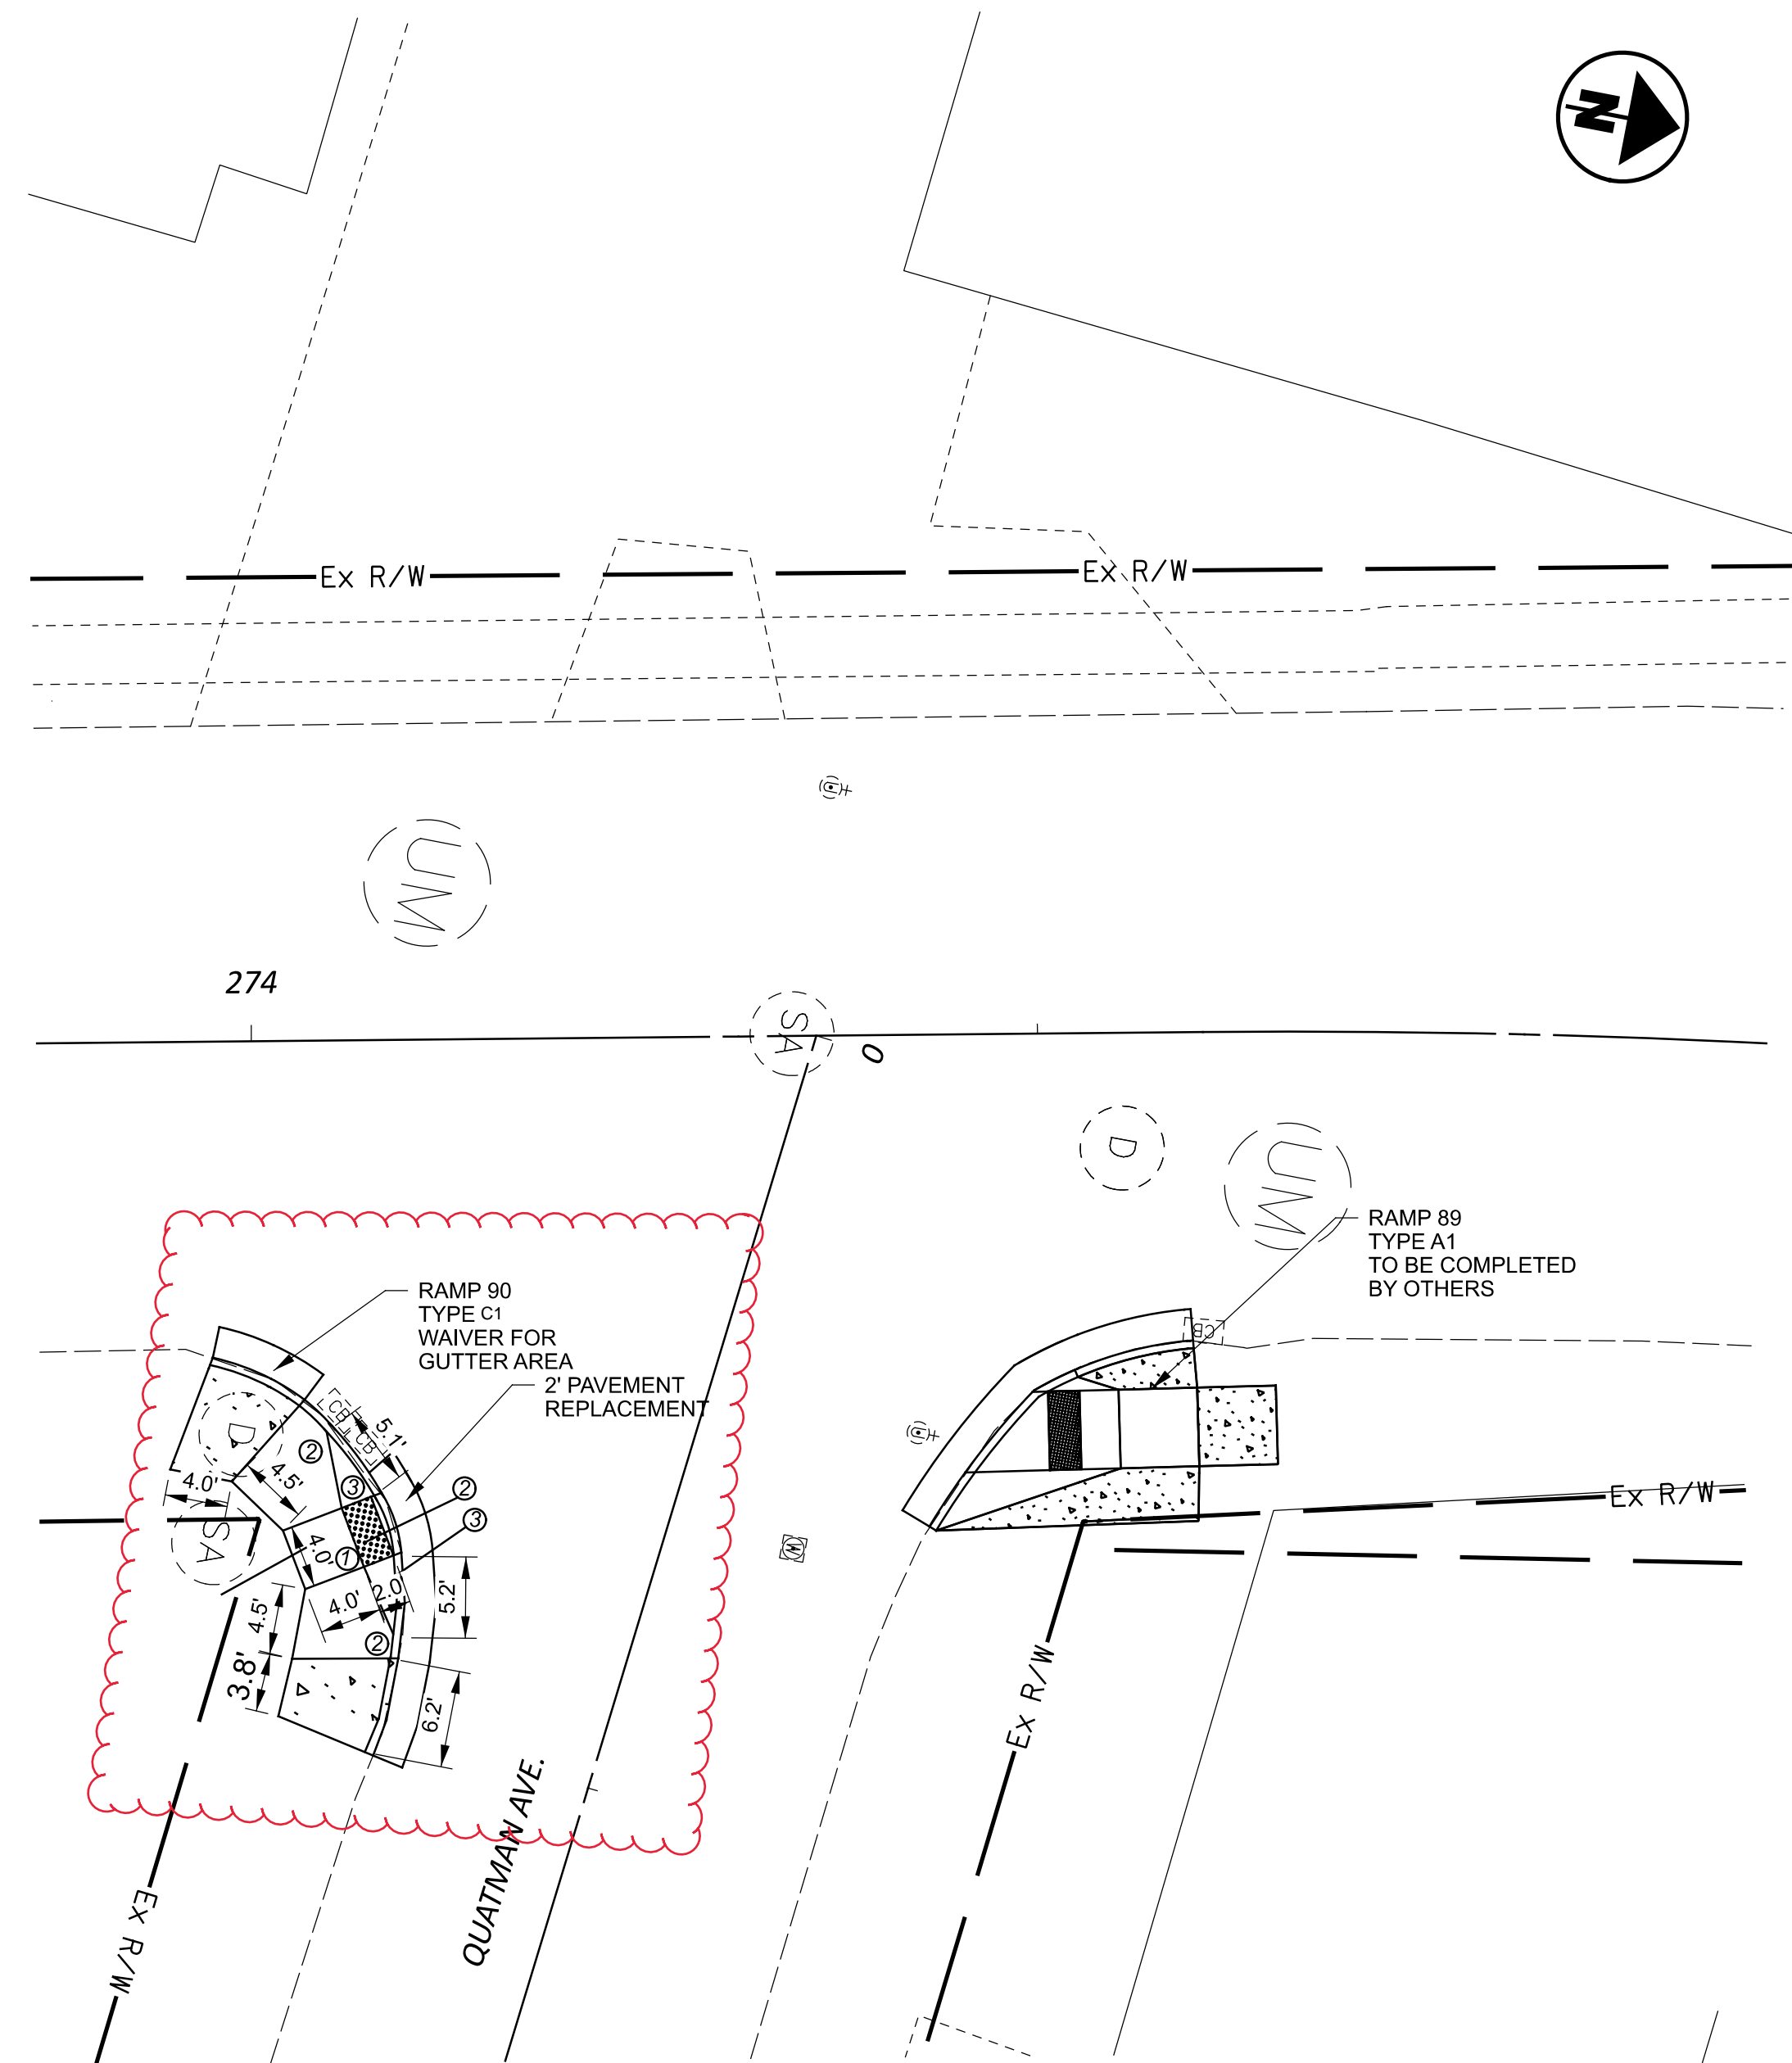 N
Ex R/W
Ex R/W
UM
274
SA
0
D
UM
RAMP 89
TYPE A1
TO BE COMPLETED
BY OTHERS
RAMP 90
TYPE C1
WAIVER FOR
GUTTER AREA
2' PAVEMENT
REPLACEMENT
CB
CB
CB
D
5.1'
2
4.5'
4.0'
3
2
3
SA
4.0'
1
W
4.0'
2.0
5.2'
4.5'
2
3.8'
6.2'
Ex R/W
Ex R/W
QUATMAN AVE.
Ex R/W